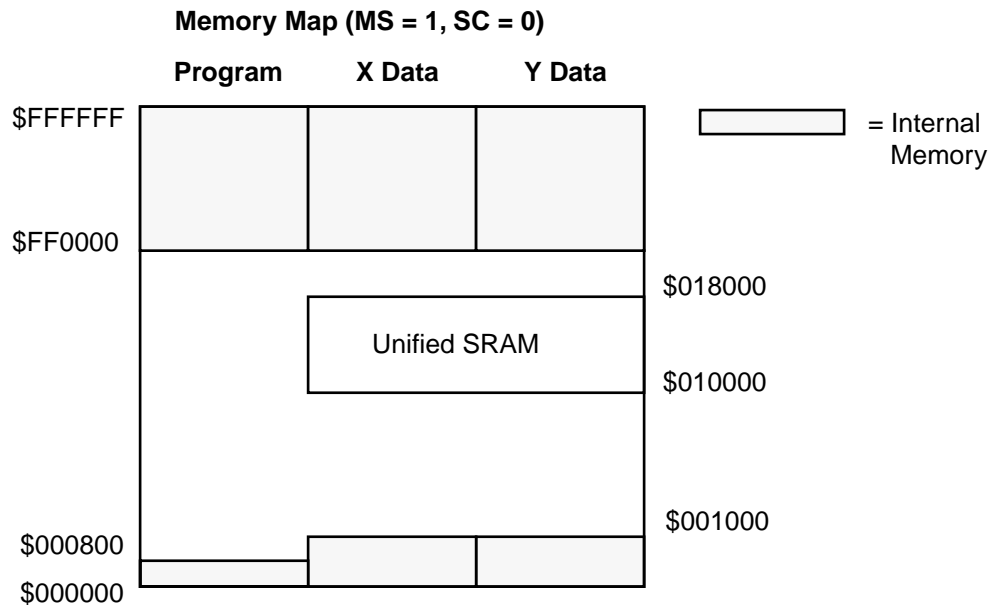 Memory Map (MS = 1, SC = 0)
Program X Data Y Data
$FFFFFF
= Internal
Memory
$FF0000
$018000
Unified SRAM
$010000
$001000
$000800
$000000